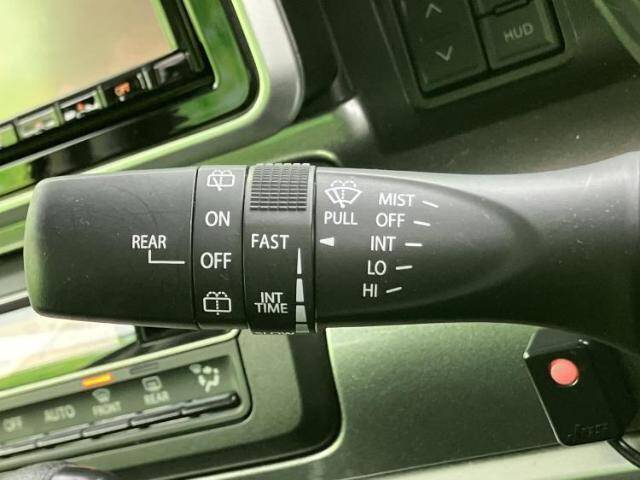 HUD
MIST
OFF
INT
LO
HI
PULL
ON
OFF
REAR
FAST
INT
TIME
OFF
AUTO
FRONT
REAR